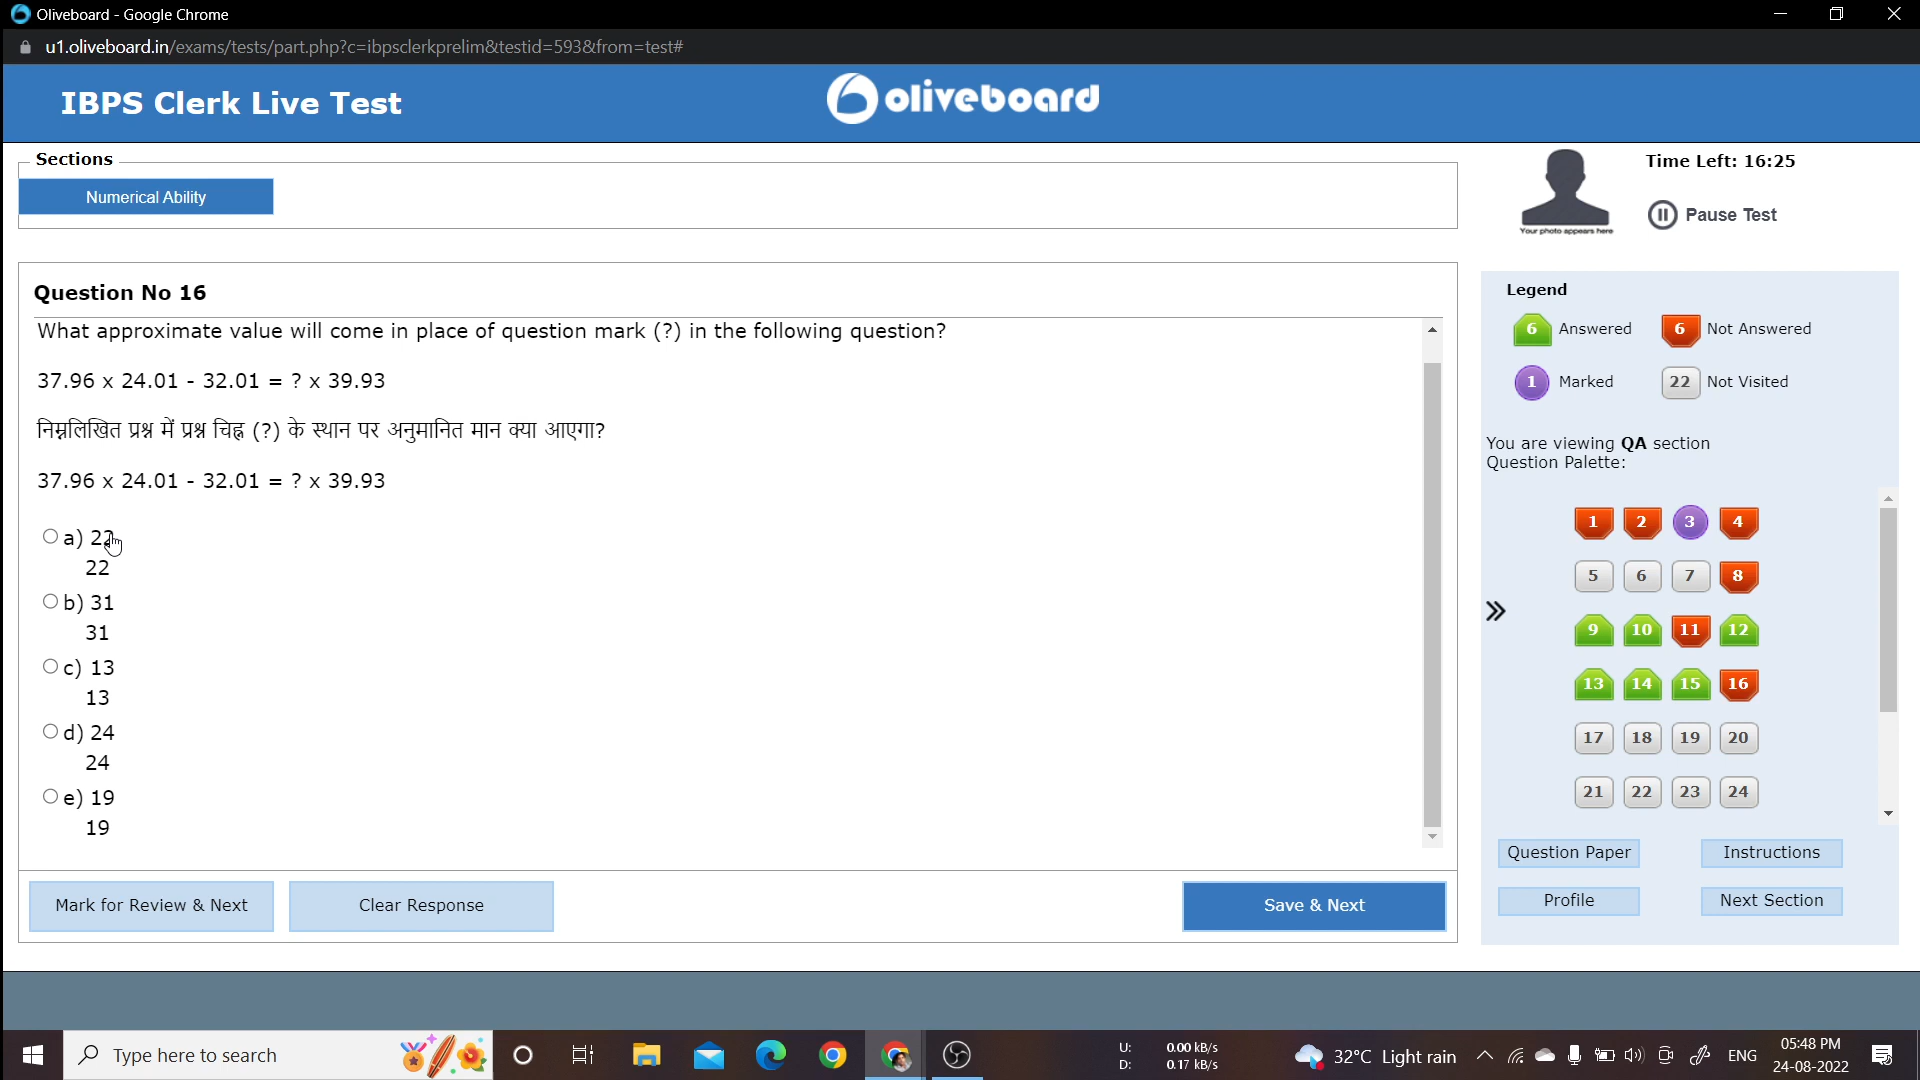 Oliveboard - Google Chrome
u1.oliveboard.in/exams/tests/part.php?c=ibpsclerkprelim&testid=593&from=test#
IBPS Clerk Live Test
oliveboard
Sections
Numerical Ability
Your photo appears here
Time Left: 16:25
Pause Test
Question No 16
What approximate value will come in place of question mark (?) in the following question?
37.96 x 24.01 - 32.01 = ? x 39.93
निम्नलिखित प्रश्न में प्रश्न चिह्न (?) के स्थान पर अनुमानित मान क्या आएगा?
37.96 x 24.01 - 32.01 = ? x 39.93
a) 22
22
b) 31
31
c) 13
13
d) 24
24
e) 19
19
Mark for Review & Next
Clear Response
Save & Next
Legend
6 Answered 6 Not Answered
1 Marked 22 Not Visited
You are viewing QA section
Question Palette:
1 2 3 4
5 6 7 8
9 10 11 12
13 14 15 16
17 18 19 20
21 22 23 24
Question Paper Instructions
Profile Next Section
Type here to search
U: 0.00 kB/s
D: 0.17 kB/s
32°C Light rain
ENG
05:48 PM
24-08-2022